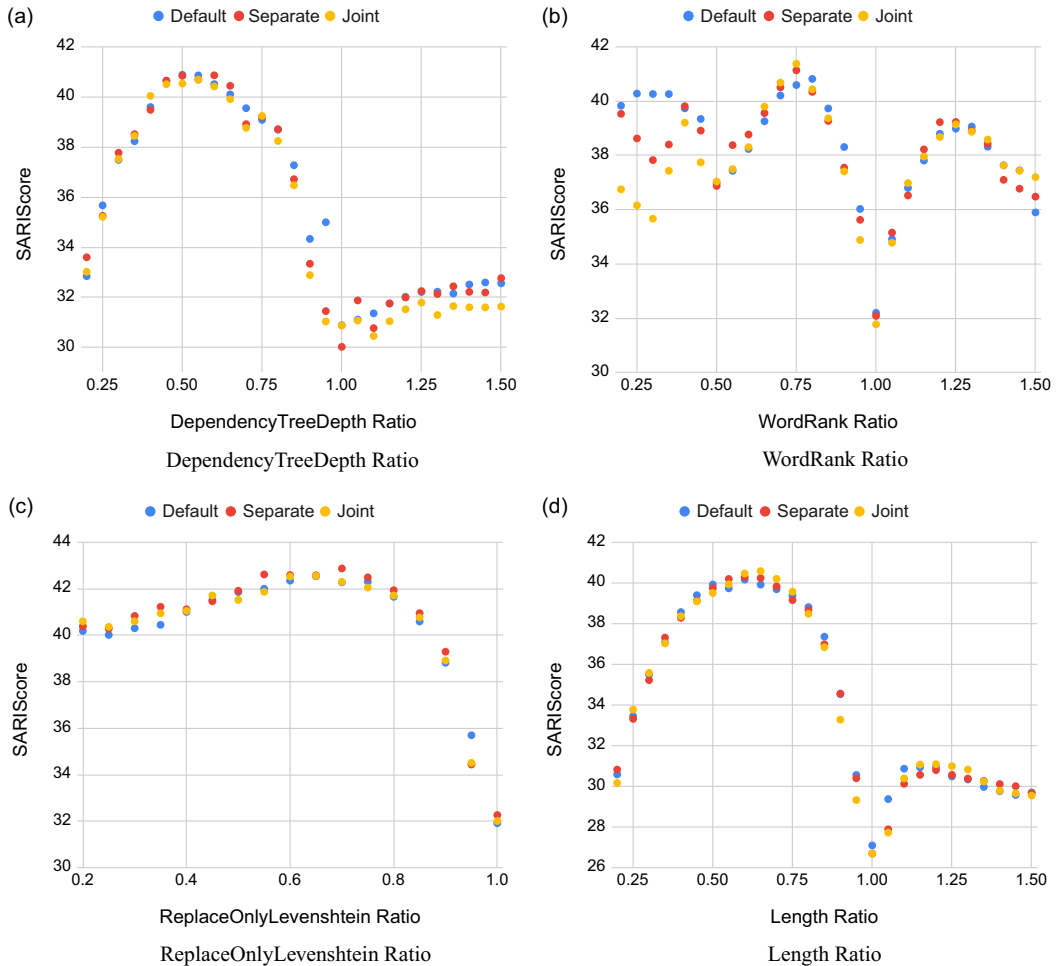 (a)
Default Separate Joint
42
40
38
36
34
32
30
SARIScore
0.25 0.50 0.75 1.00 1.25 1.50
DependencyTreeDepth Ratio
DependencyTreeDepth Ratio
(b)
Default Separate Joint
42
40
38
36
34
32
30
SARIScore
0.25 0.50 0.75 1.00 1.25 1.50
WordRank Ratio
WordRank Ratio
(c)
Default Separate Joint
44
42
40
38
36
34
32
30
SARIScore
0.2 0.4 0.6 0.8 1.0
ReplaceOnlyLevenshtein Ratio
ReplaceOnlyLevenshtein Ratio
(d)
Default Separate Joint
42
40
38
36
34
32
30
28
26
SARIScore
0.25 0.50 0.75 1.00 1.25 1.50
Length Ratio
Length Ratio